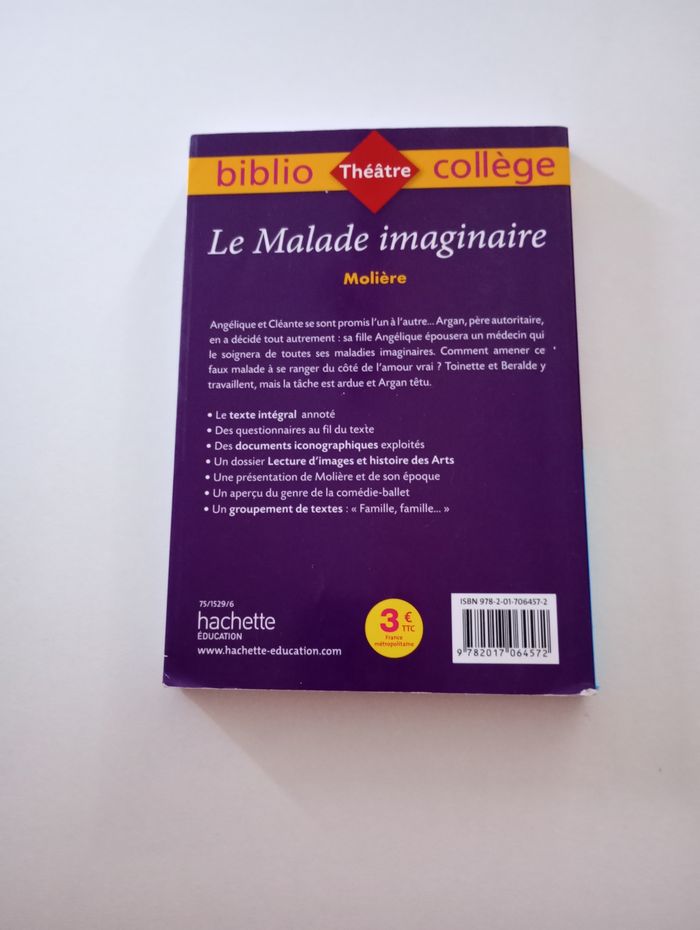 biblio Théâtre collège
Le Malade imaginaire
Molière
Angélique et Cléante se sont promis l'un à l'autre... Argan, père autoritaire,
en a décidé tout autrement : sa fille Angélique épousera un médecin qui
le soignera de toutes ses maladies imaginaires. Comment amener ce
faux malade à se ranger du côté de l'amour vrai ? Toinette et Beralde y
travaillent, mais la tâche est ardue et Argan têtu.
• Le texte intégral annoté
• Des questionnaires au fil du texte
• Des documents iconographiques exploités
• Un dossier Lecture d'images et histoire des Arts
• Une présentation de Molière et de son époque
• Un aperçu du genre de la comédie-ballet
• Un groupement de textes : « Famille, famille... »
75/1529/6
hachette
ÉDUCATION
www.hachette-education.com
3 €
TTC
France
métropolitaine
ISBN 978-2-01-706457-2
9 782017 064572